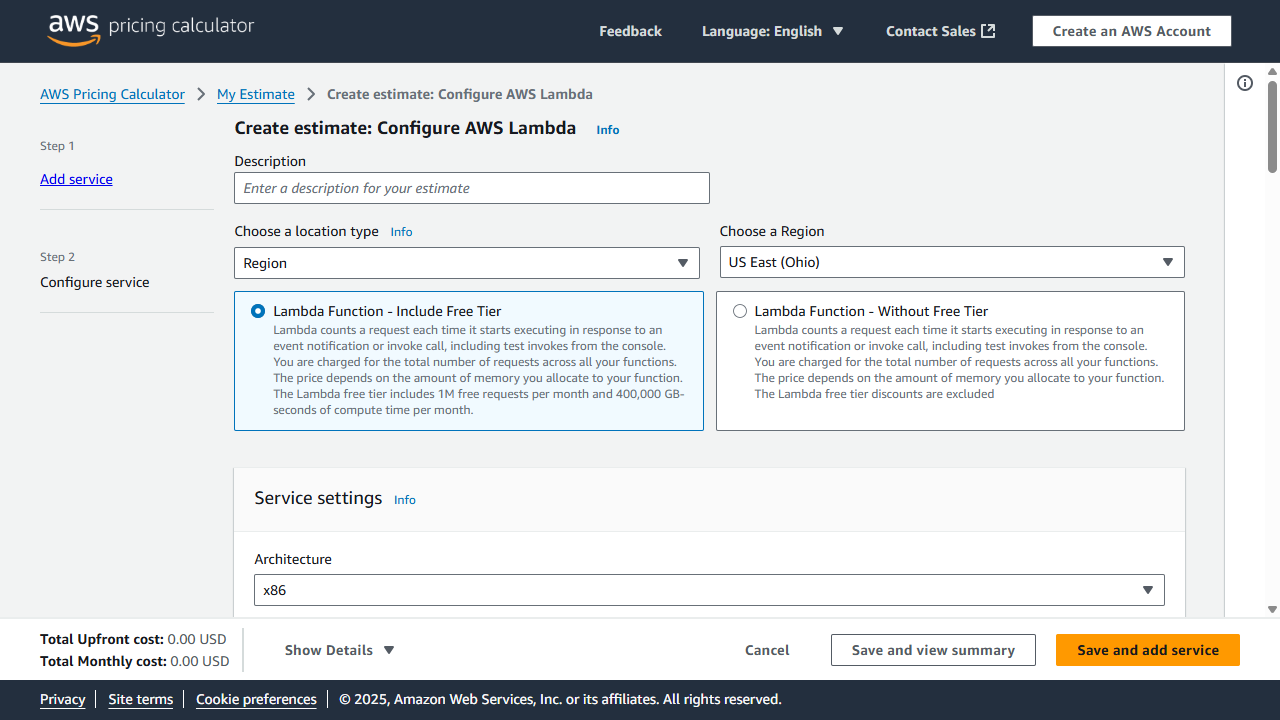 aws pricing calculator
Feedback
Language: English
Contact Sales
Create an AWS Account
AWS Pricing Calculator
My Estimate
Create estimate: Configure AWS Lambda
Step 1
Add service
Step 2
Configure service
Create estimate: Configure AWS Lambda Info
Description
Enter a description for your estimate
Choose a location type Info
Region
Choose a Region
US East (Ohio)
Lambda Function - Include Free Tier
Lambda counts a request each time it starts executing in response to an
event notification or invoke call, including test invokes from the console.
You are charged for the total number of requests across all your functions.
The price depends on the amount of memory you allocate to your function.
The Lambda free tier includes 1M free requests per month and 400,000 GB-
seconds of compute time per month.
Lambda Function - Without Free Tier
Lambda counts a request each time it starts executing in response to an
event notification or invoke call, including test invokes from the console.
You are charged for the total number of requests across all your functions.
The price depends on the amount of memory you allocate to your function.
The Lambda free tier discounts are excluded
Service settings Info
Architecture
x86
Total Upfront cost: 0.00 USD
Total Monthly cost: 0.00 USD
Show Details
Cancel
Save and view summary
Save and add service
Privacy
Site terms
Cookie preferences
© 2025, Amazon Web Services, Inc. or its affiliates. All rights reserved.